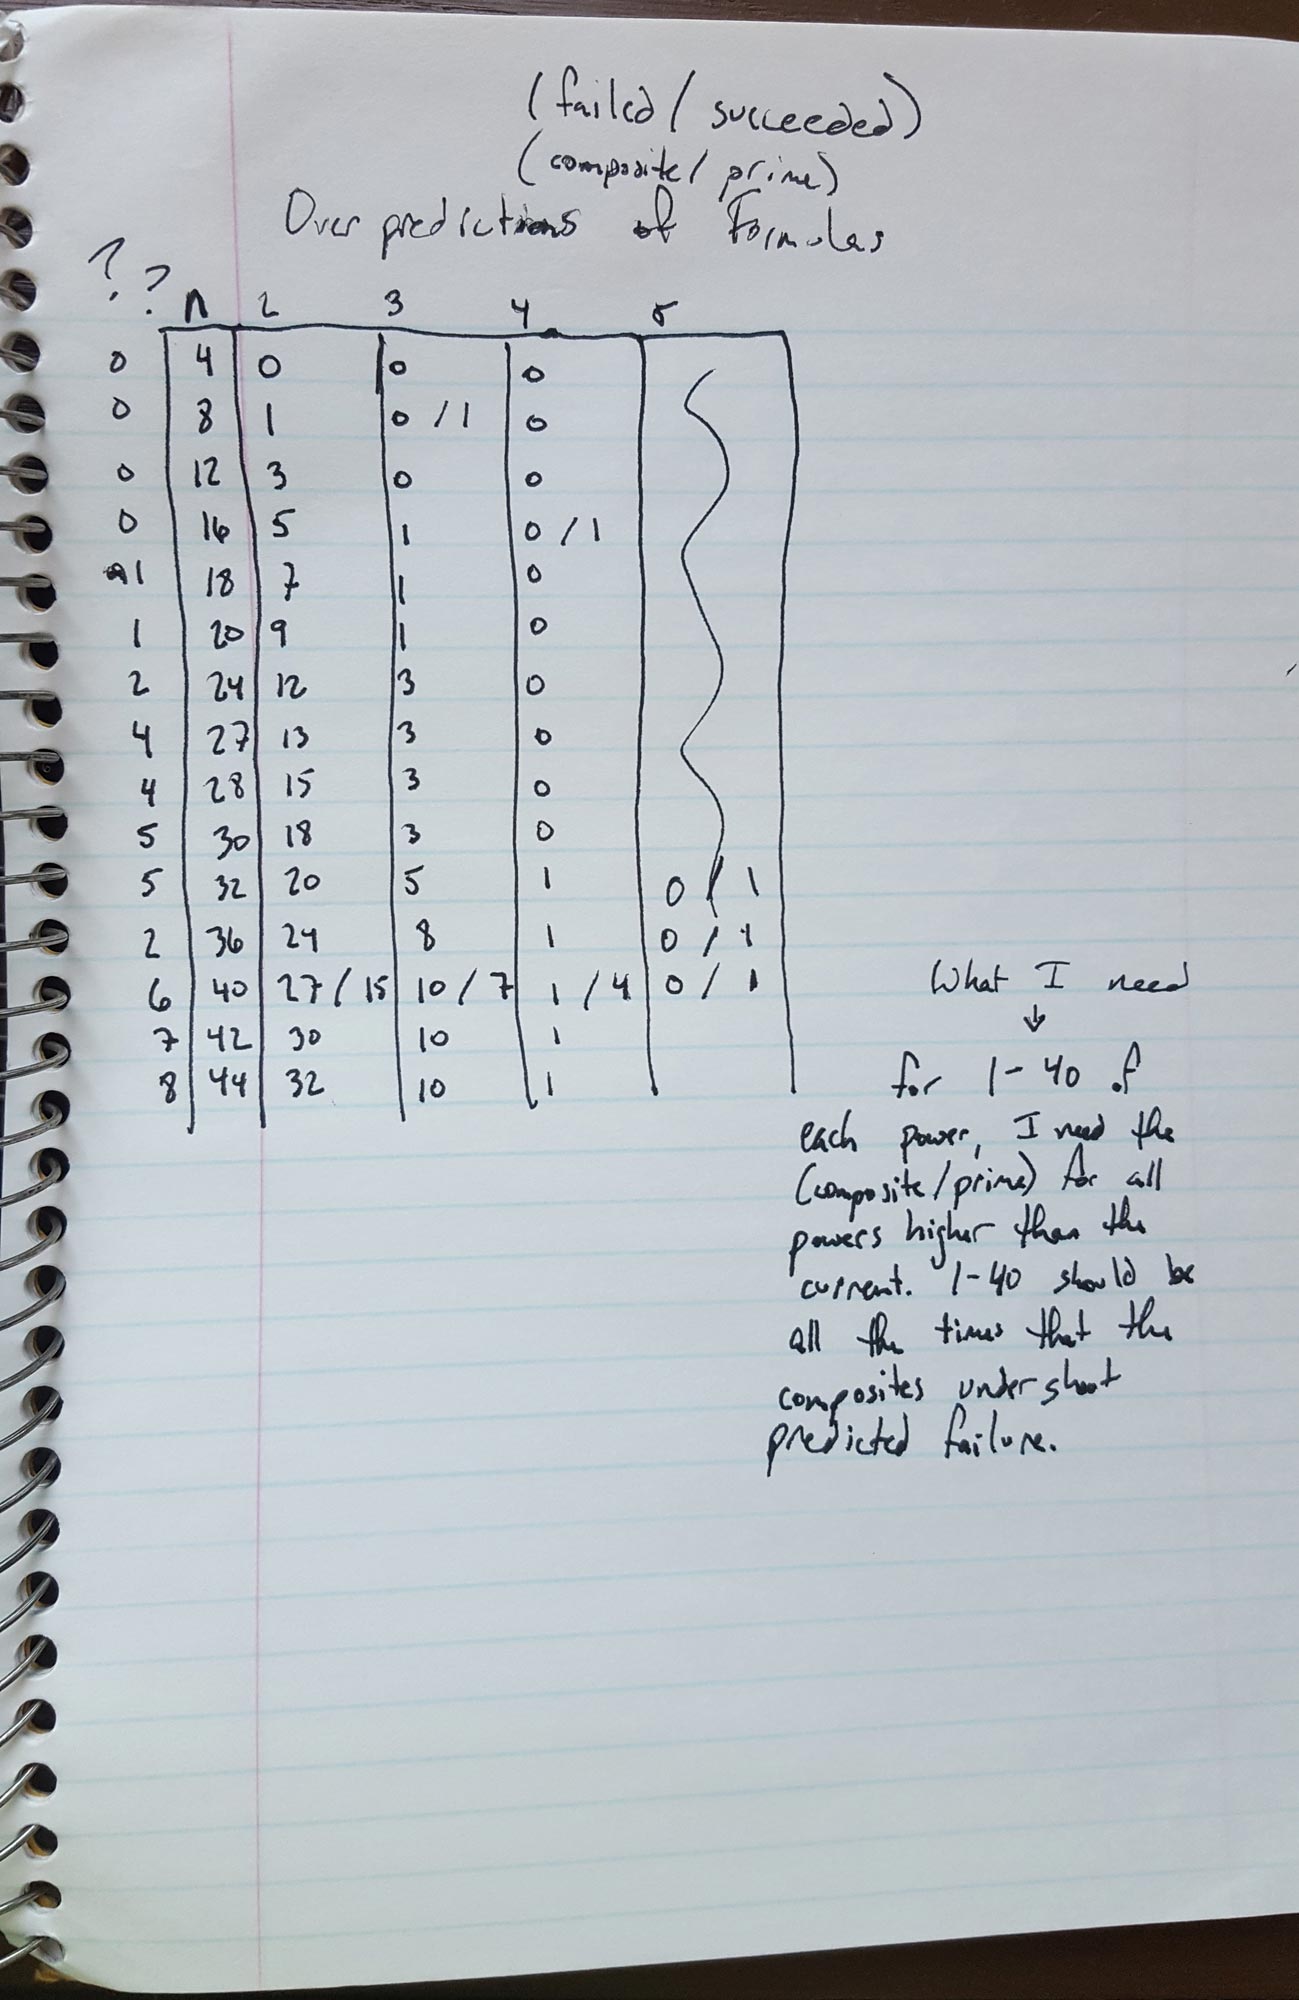 (failed / succeeded)
(composite / prime)
Over predictions of Formulas
? ? n 2 3 4 5
0 4 0 0 0
0 8 1 0 / 1 0
0 12 3 0 0
0 16 5 1 0 / 1
1 18 7 1 0
1 20 9 1 0
2 24 12 3 0
4 27 13 3 0
4 28 15 3 0
5 30 18 3 0
5 32 20 5 1 0 / 1
2 36 24 8 1 0 / 1
6 40 27 / 15 10 / 7 1 / 4 0 / 1
7 42 30 10 1
8 44 32 10 1
What I need
↓
for 1-40 of
each power, I need the
(composite/prime) for all
powers higher than the
current. 1-40 should be
all the times that the
composites undershoot
predicted failure.